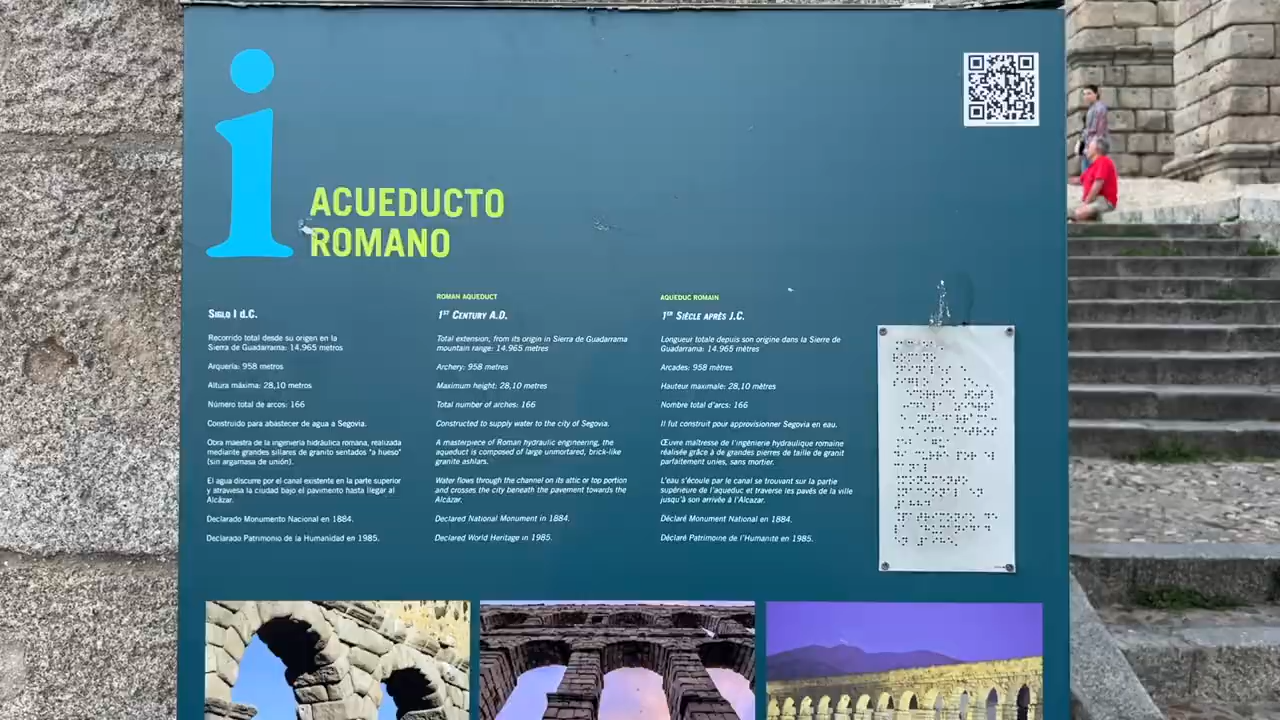 i
ACUEDUCTO
ROMANO
SIGLO I d.C.
Recorrido total desde su origen en la
Sierra de Guadarrama: 14.965 metros
Arquería: 958 metros
Altura máxima: 28,10 metros
Número total de arcos: 166
Construido para abastecer de agua a Segovia.
Obra maestra de la ingeniería hidráulica romana, realizada
mediante grandes sillares de granito sentados "a hueso"
(sin argamasa de unión).
El agua discurre por el canal existente en la parte superior
y atraviesa la ciudad bajo el pavimento hasta llegar al
Alcázar.
Declarado Monumento Nacional en 1884.
Declarado Patrimonio de la Humanidad en 1985.
ROMAN AQUEDUCT
1ST CENTURY A.D.
Total extension, from its origin in Sierra de Guadarrama
mountain range: 14.965 metres
Archery: 958 metres
Maximum height: 28,10 metres
Total number of arches: 166
Constructed to supply water to the city of Segovia.
A masterpiece of Roman hydraulic engineering, the
aqueduct is composed of large unmortared, brick-like
granite ashlars.
Water flows through the channel on its attic or top portion
and crosses the city beneath the pavement towards the
Alcázar.
Declared National Monument in 1884.
Declared World Heritage in 1985.
AQUEDUC ROMAIN
1ER SIÈCLE APRÈS J.C.
Longueur totale depuis son origine dans la Sierre de
Guadarrama: 14.965 mètres
Arcades: 958 mètres
Hauteur maximale: 28,10 mètres
Nombre total d'arcs: 166
Il fut construit pour approvisionner Segovia en eau.
Œuvre maîtresse de l'ingénierie hydraulique romaine
réalisée grâce à de grandes pierres de taille de granit
parfaitement unies, sans mortier.
L'eau s'écoule par le canal se trouvant sur la partie
supérieure de l'aqueduc et traverse les pavés de la ville
jusqu'à son arrivée à l'Alcazar.
Déclaré Monument National en 1884.
Déclaré Patrimoine de l'Humanité en 1985.